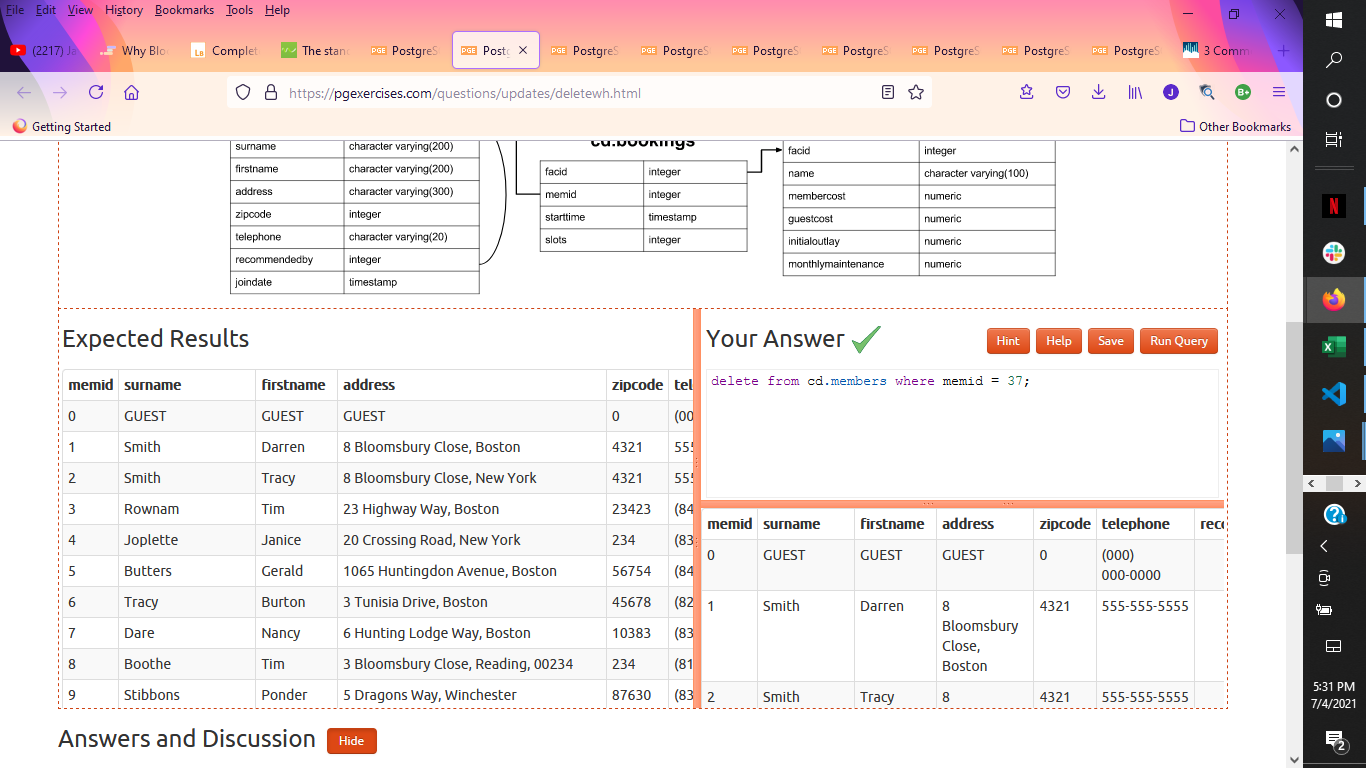 File Edit View History Bookmarks Tools Help
(2217) Ja Why Blo Complet The stan PostgreS Postg PostgreS PostgreS PostgreS PostgreS PostgreS PostgreS PostgreS 3 Comm
https://pgexercises.com/questions/updates/deletewh.html
Getting Started Other Bookmarks
cd.bookings
surname character varying(200)
firstname character varying(200)
address character varying(300)
zipcode integer
telephone character varying(20)
recommendedby integer
joindate timestamp
facid integer
memid integer
starttime timestamp
slots integer
facid integer
name character varying(100)
membercost numeric
guestcost numeric
initialoutlay numeric
monthlymaintenance numeric
Expected Results
memid surname firstname address zipcode tel
0 GUEST GUEST GUEST 0 (00
1 Smith Darren 8 Bloomsbury Close, Boston 4321 555
2 Smith Tracy 8 Bloomsbury Close, New York 4321 555
3 Rownam Tim 23 Highway Way, Boston 23423 (84
4 Joplette Janice 20 Crossing Road, New York 234 (83
5 Butters Gerald 1065 Huntingdon Avenue, Boston 56754 (84
6 Tracy Burton 3 Tunisia Drive, Boston 45678 (82
7 Dare Nancy 6 Hunting Lodge Way, Boston 10383 (83
8 Boothe Tim 3 Bloomsbury Close, Reading, 00234 234 (81
9 Stibbons Ponder 5 Dragons Way, Winchester 87630 (83
Your Answer Hint Help Save Run Query
delete from cd.members where memid = 37;
memid surname firstname address zipcode telephone reco
0 GUEST GUEST GUEST 0 (000)
000-0000
1 Smith Darren 8 4321 555-555-5555
Bloomsbury
Close,
Boston
2 Smith Tracy 8 4321 555-555-5555
Answers and Discussion Hide
5:31 PM
7/4/2021
2